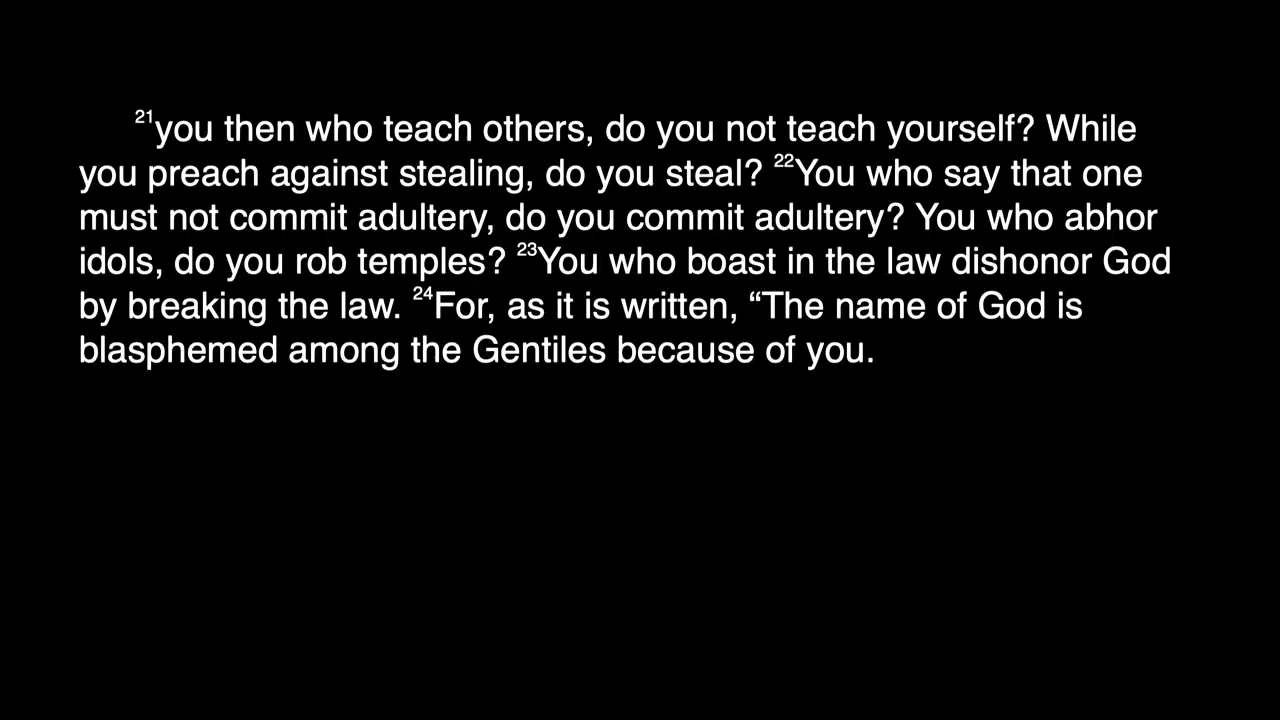 ²¹you then who teach others, do you not teach yourself? While
you preach against stealing, do you steal? ²²You who say that one
must not commit adultery, do you commit adultery? You who abhor
idols, do you rob temples? ²³You who boast in the law dishonor God
by breaking the law. ²⁴For, as it is written, “The name of God is
blasphemed among the Gentiles because of you.